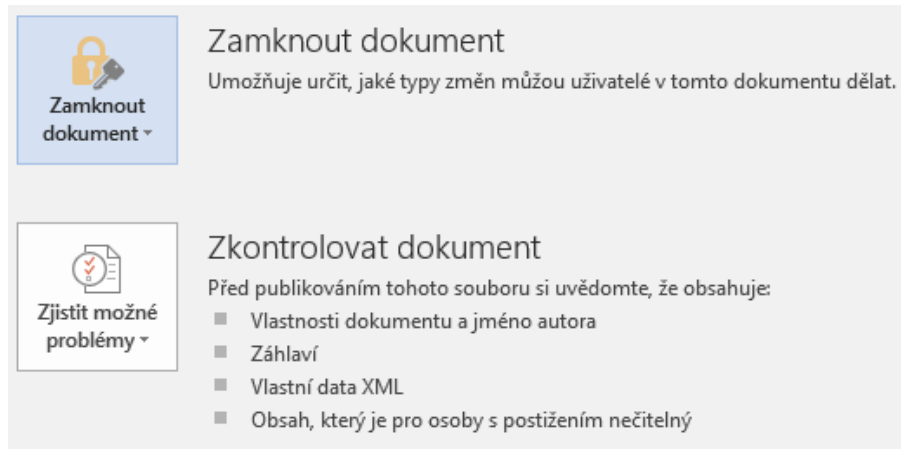 Zamknout dokument
Zamknout dokument
Umožňuje určit, jaké typy změn můžou uživatelé v tomto dokumentu dělat.
Zjistit možné problémy
Zkontrolovat dokument
Před publikováním tohoto souboru si uvědomte, že obsahuje:
Vlastnosti dokumentu a jméno autora
Záhlaví
Vlastní data XML
Obsah, který je pro osoby s postižením nečitelný